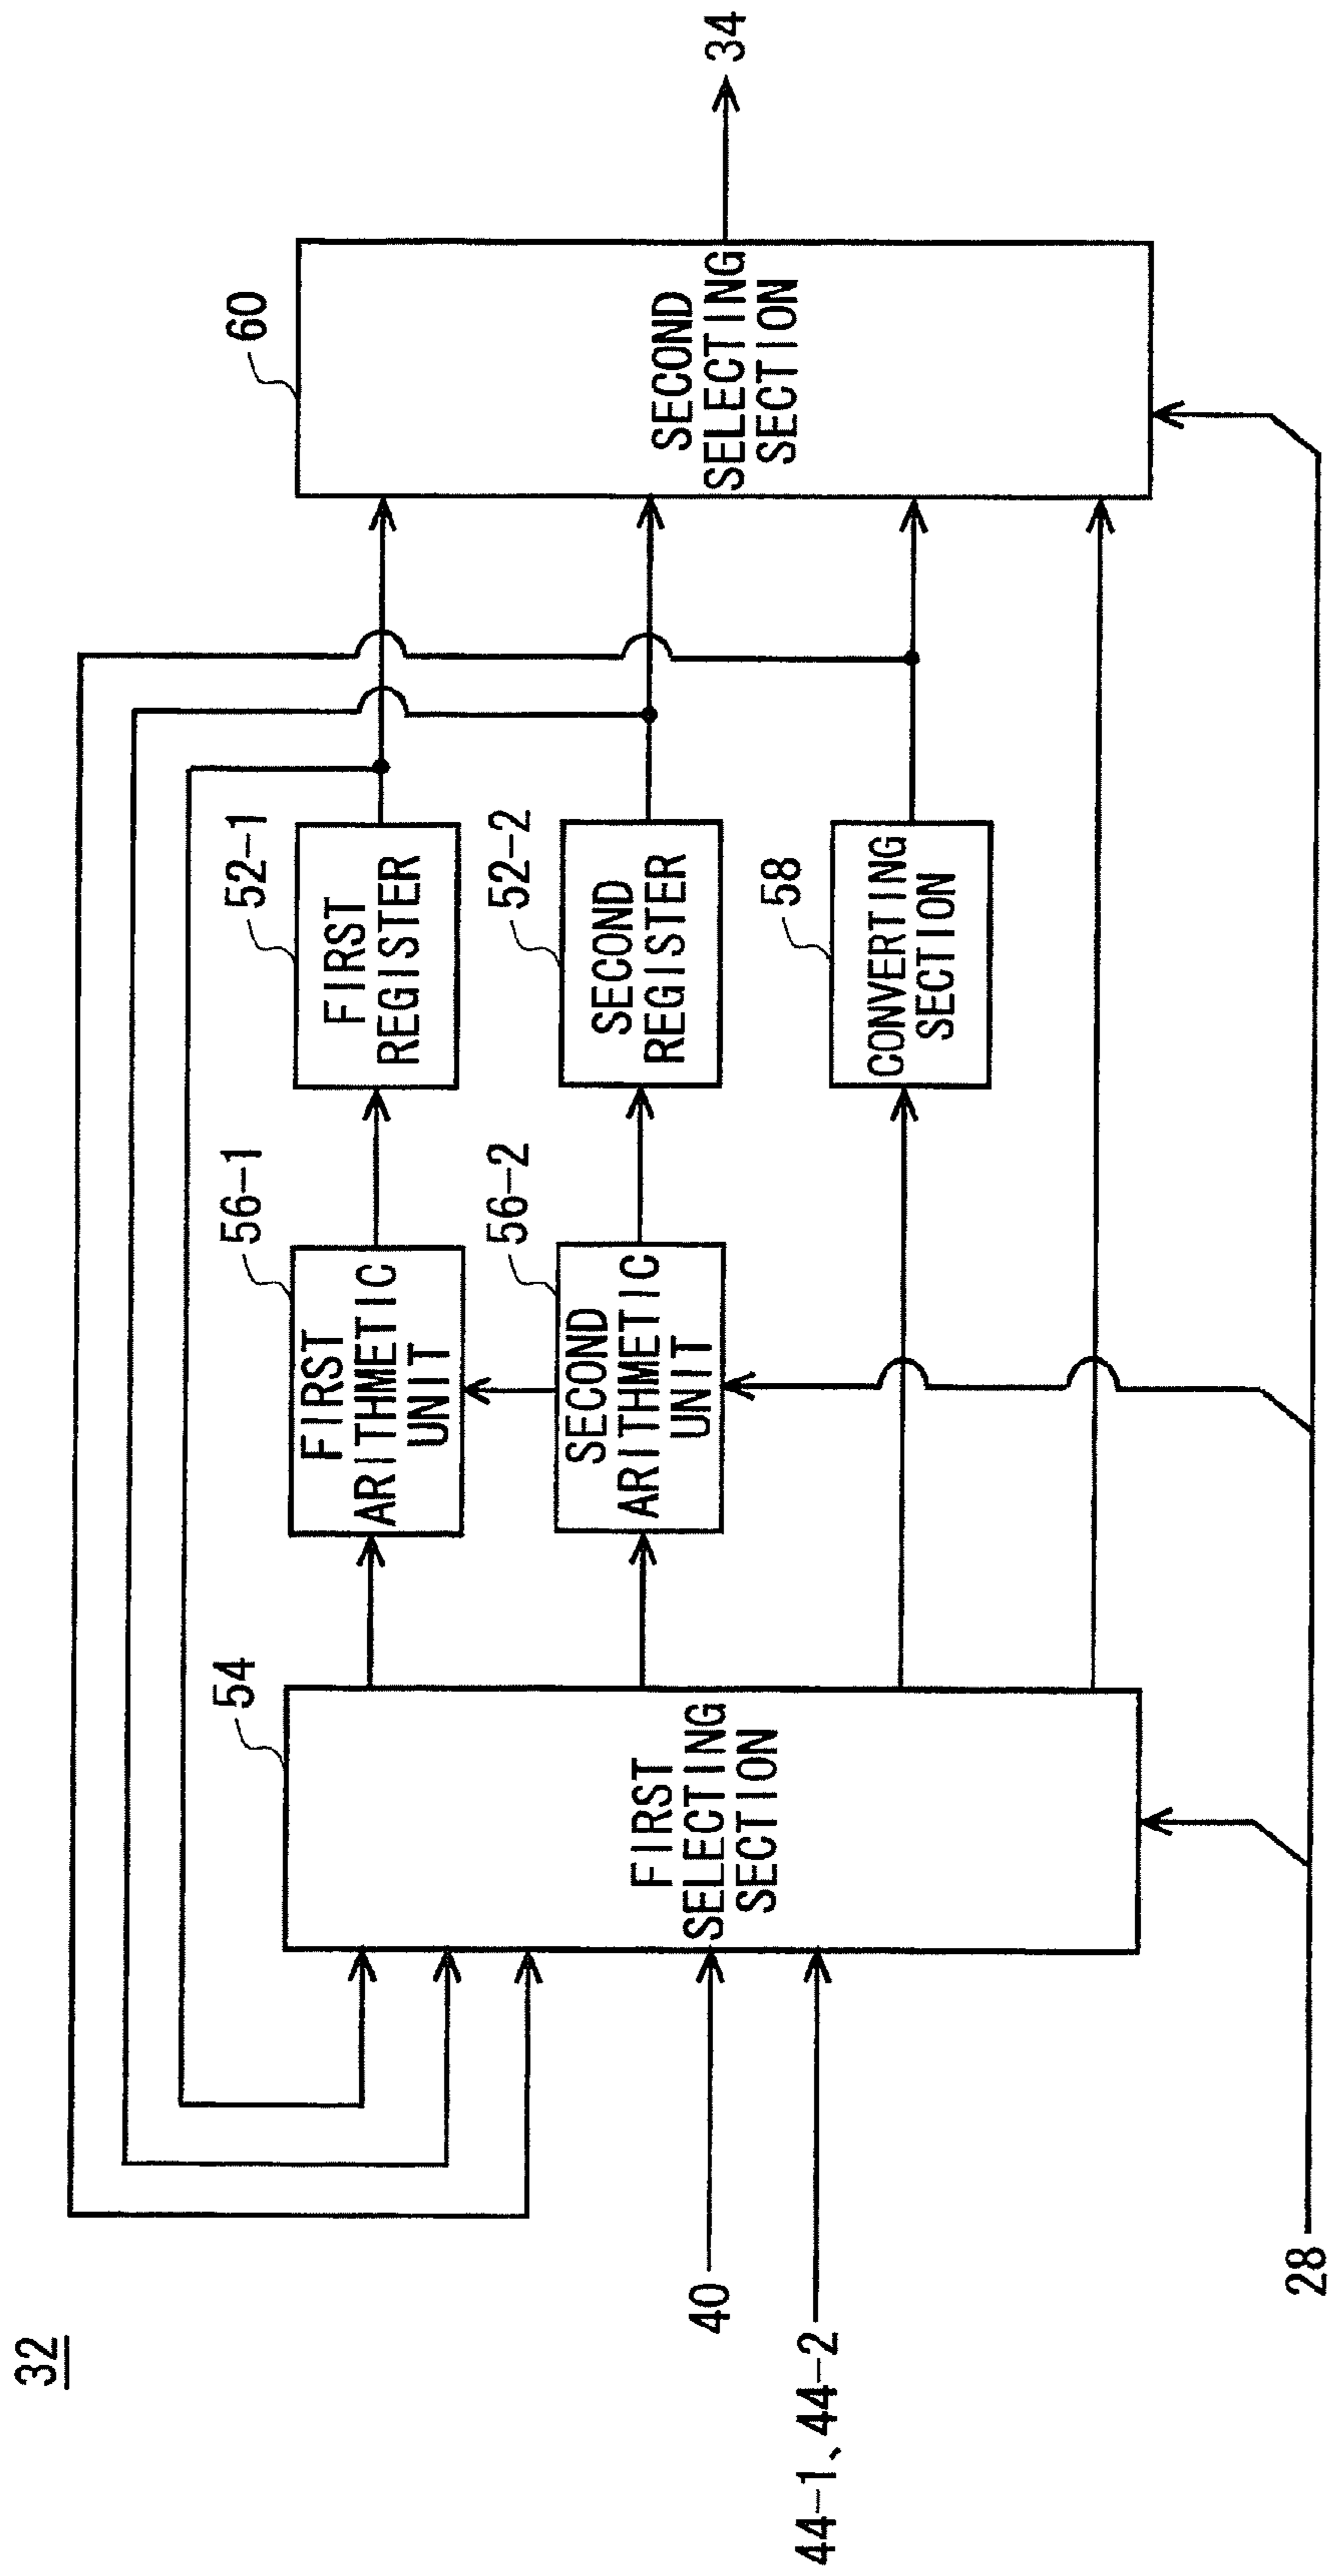 32
54
FIRST
SELECTING
SECTION
56-1
FIRST
ARITHMETIC
UNIT
56-2
SECOND
ARITHMETIC
UNIT
52-1
FIRST
REGISTER
52-2
SECOND
REGISTER
58
CONVERTING
SECTION
60
SECOND
SELECTING
SECTION
34
40
44-1、44-2
28